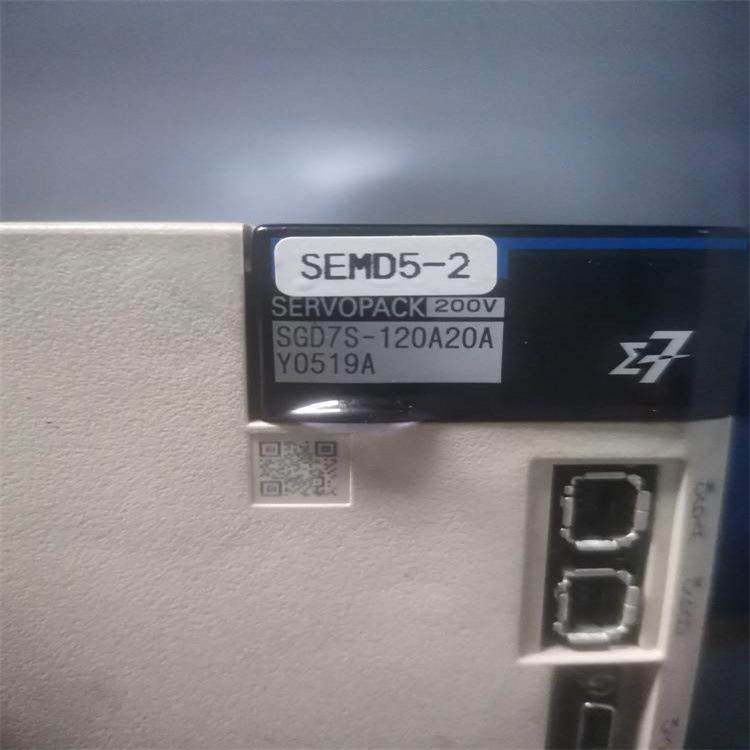 SEMD5-2
SERVOPACK 200V
SGD7S-120A20A
Y0519A
Σ7